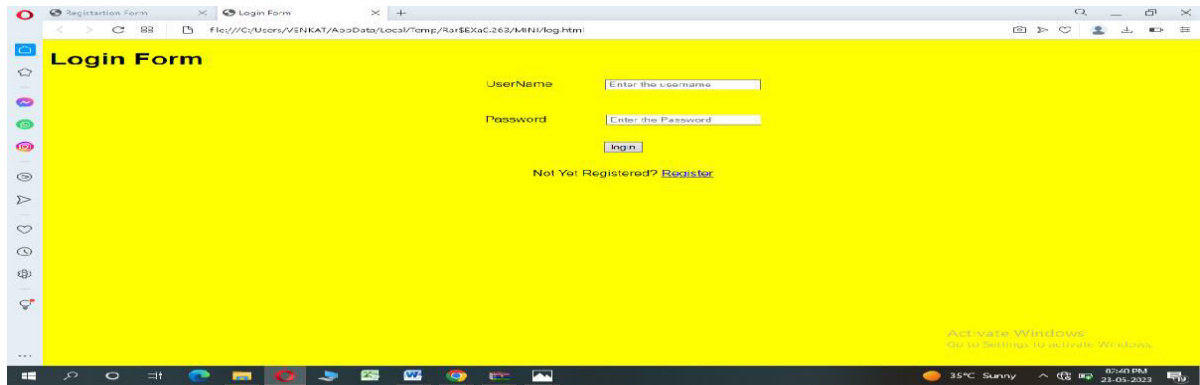 Registartion Form
Login Form
file:///C:/Users/VENKAT/AppData/Local/Temp/Rar$EXaC.263/MINI/log.html
Login Form
UserName
Enter the username
Password
Enter the Password
login
Not Yet Registered? Register
Activate Windows
Go to Settings to activate Windows.
35°C Sunny
02:40 PM
23-05-2023